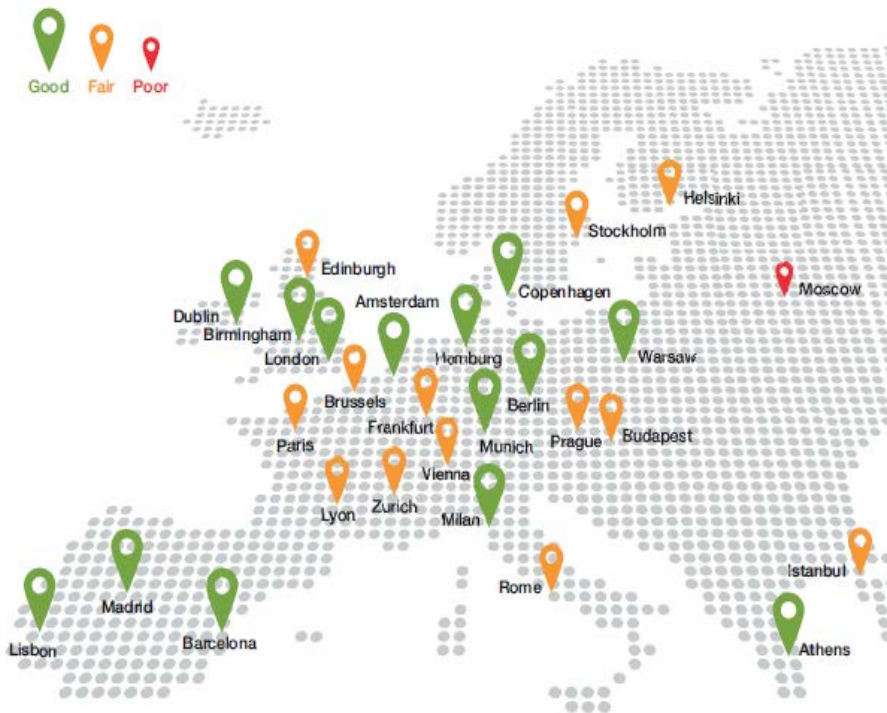 Good Fair Poor
Helsinki
Stockholm
Edinburgh
Moscow
Copenhagen
Amsterdam
Dublin
Birmingham
London
Hamburg
Warsaw
Brussels
Berlin
Frankfurt
Paris
Munich
Prague
Budapest
Vienna
Zurich
Lyon
Milan
Istanbul
Rome
Madrid
Barcelona
Lisbon
Athens